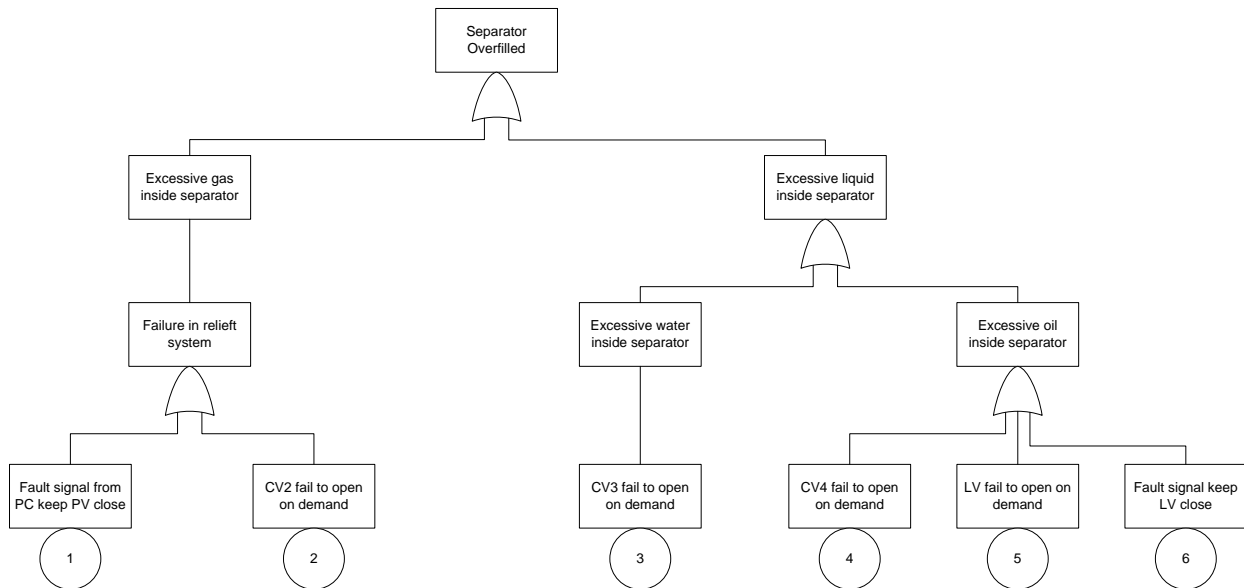 Separator
Overfilled
Excessive gas
inside separator
Excessive liquid
inside separator
Failure in relieft
system
Excessive water
inside separator
Excessive oil
inside separator
Fault signal from
PC keep PV close
CV2 fail to open
on demand
CV3 fail to open
on demand
CV4 fail to open
on demand
LV fail to open on
demand
Fault signal keep
LV close
1
2
3
4
5
6